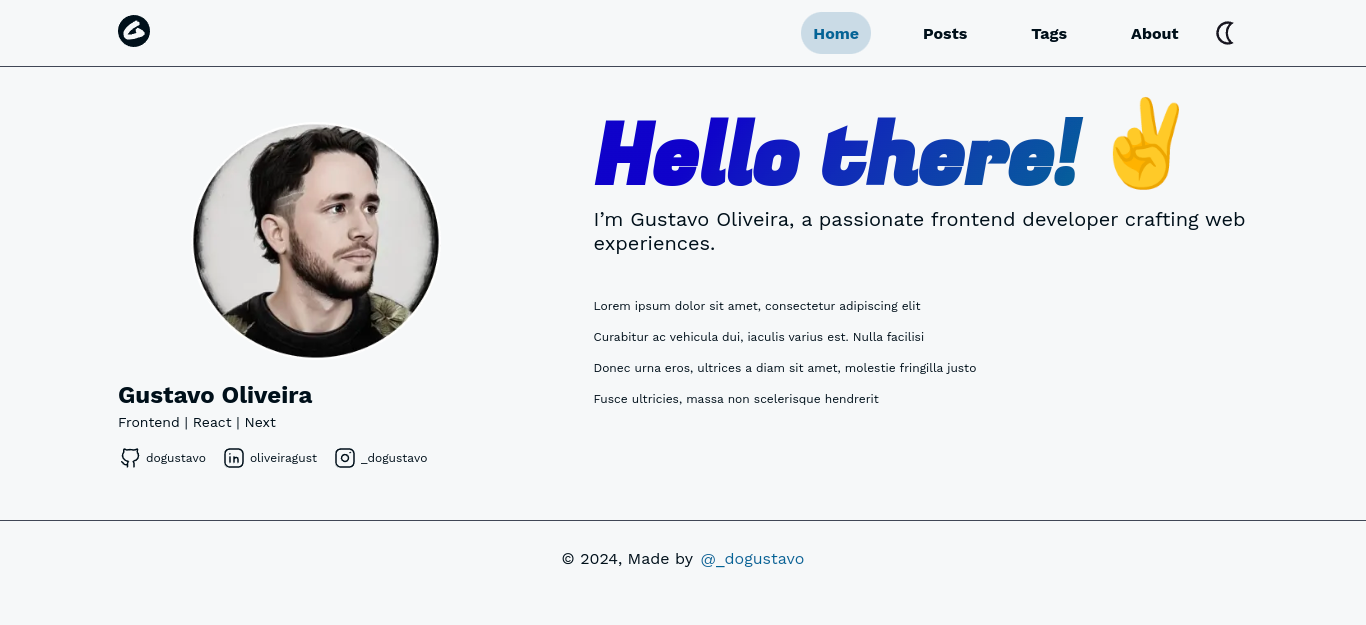 Home
Posts
Tags
About
Hello there! ✌️
I’m Gustavo Oliveira, a passionate frontend developer crafting web
experiences.
Lorem ipsum dolor sit amet, consectetur adipiscing elit
Curabitur ac vehicula dui, iaculis varius est. Nulla facilisi
Donec urna eros, ultrices a diam sit amet, molestie fringilla justo
Fusce ultricies, massa non scelerisque hendrerit
Gustavo Oliveira
Frontend | React | Next
dogustavo
oliveiragust
_dogustavo
© 2024, Made by @_dogustavo